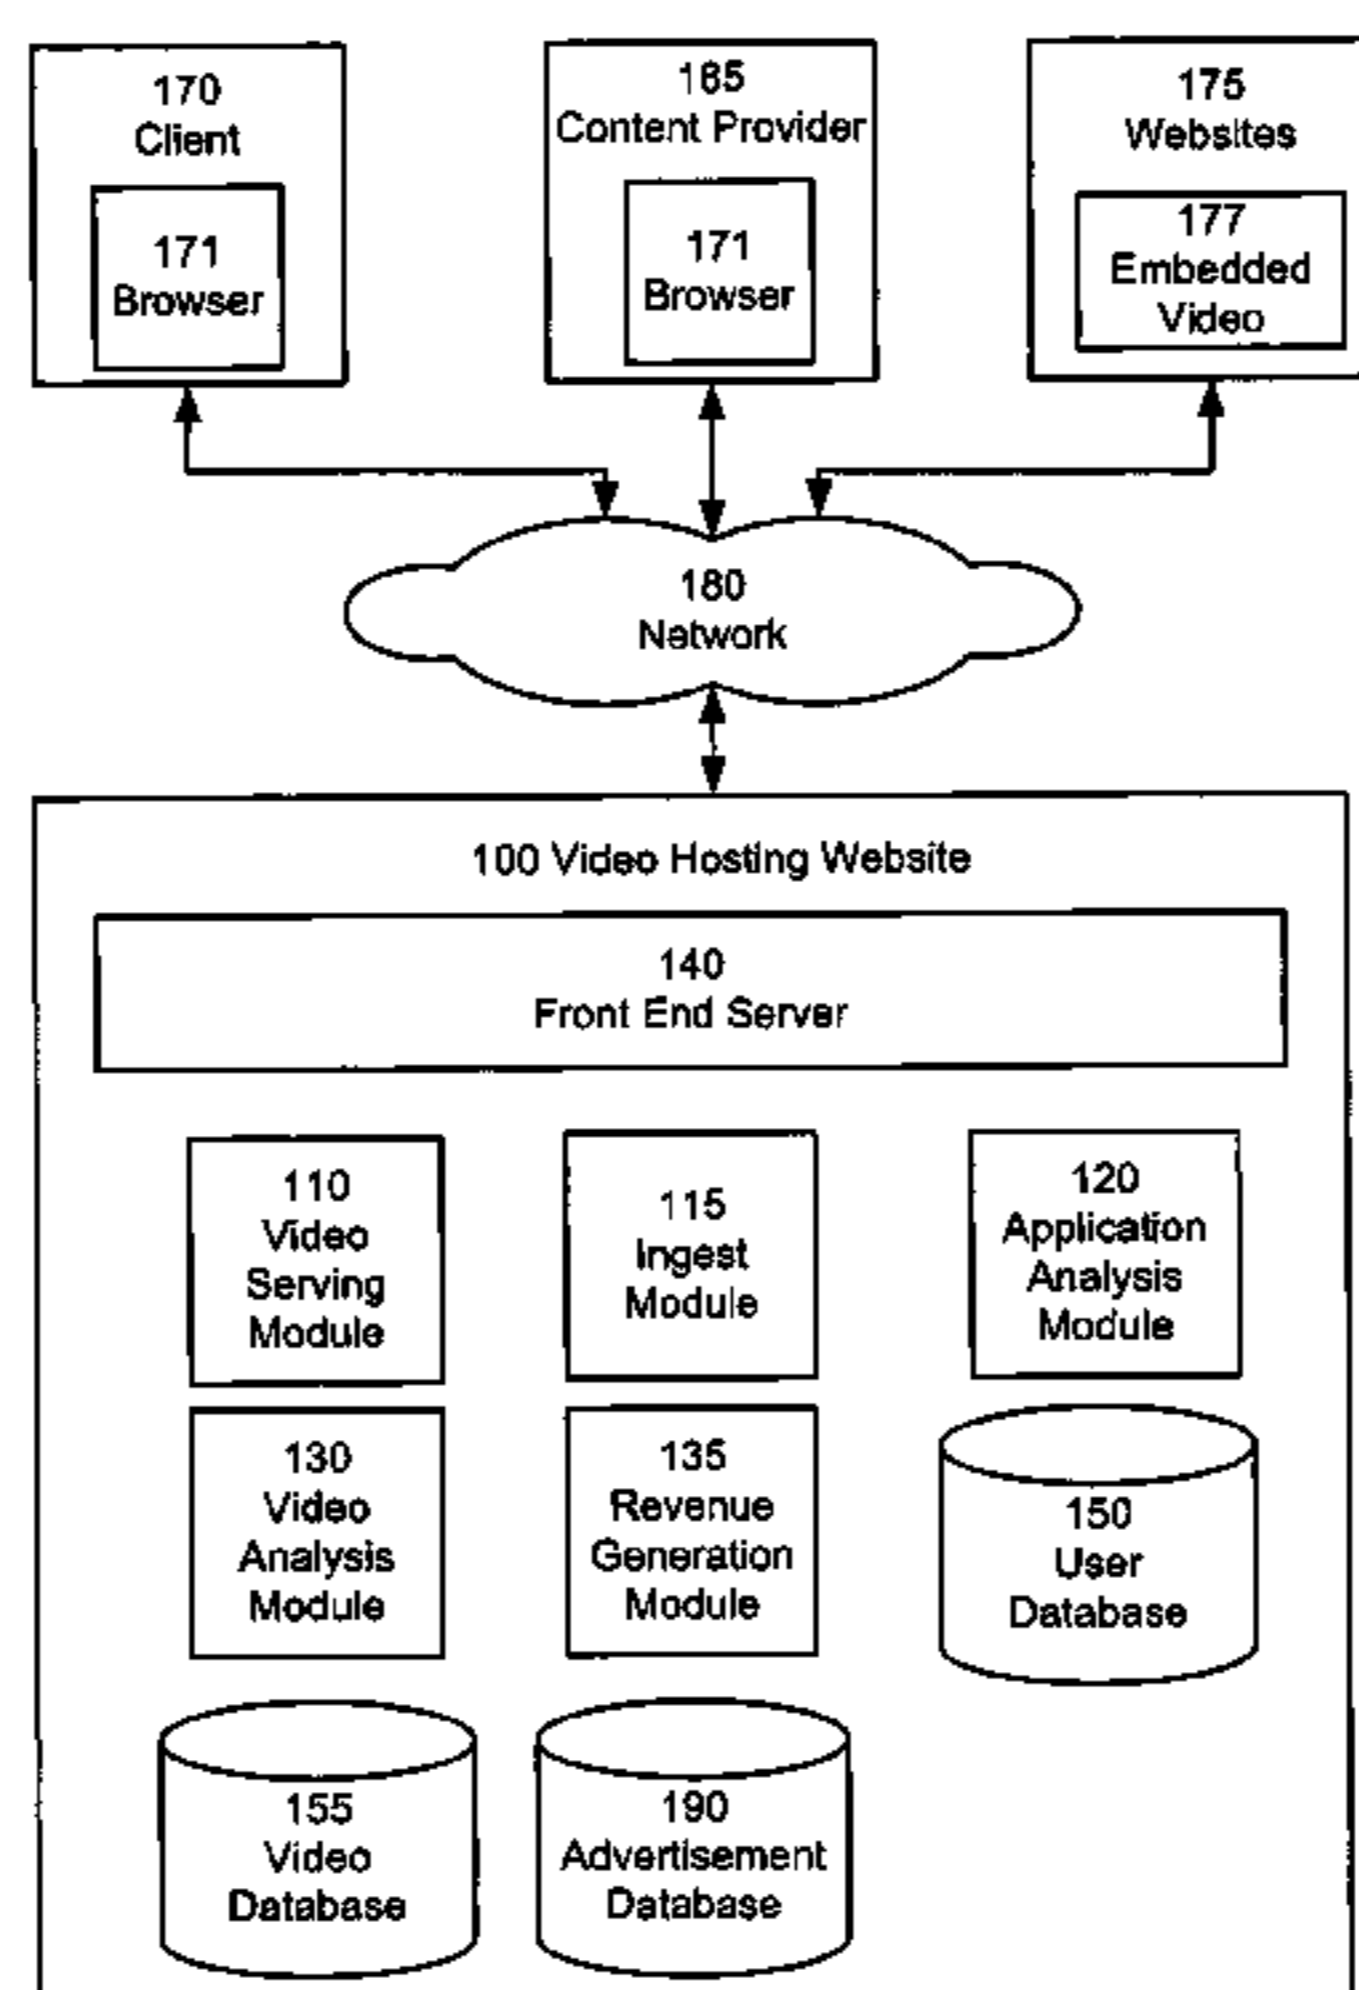 170
Client
171
Browser
165
Content Provider
171
Browser
175
Websites
177
Embedded
Video
180
Network
100 Video Hosting Website
140
Front End Server
110
Video
Serving
Module
115
Ingest
Module
120
Application
Analysis
Module
130
Video
Analysis
Module
135
Revenue
Generation
Module
150
User
Database
155
Video
Database
190
Advertisement
Database